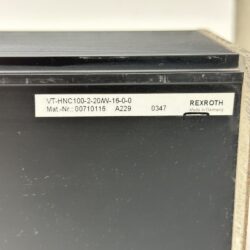 VT-HNC100-2-20/W-16-0-0
Mat.-Nr.: 00710115 A229 0347 REXROTH
Made in Germany